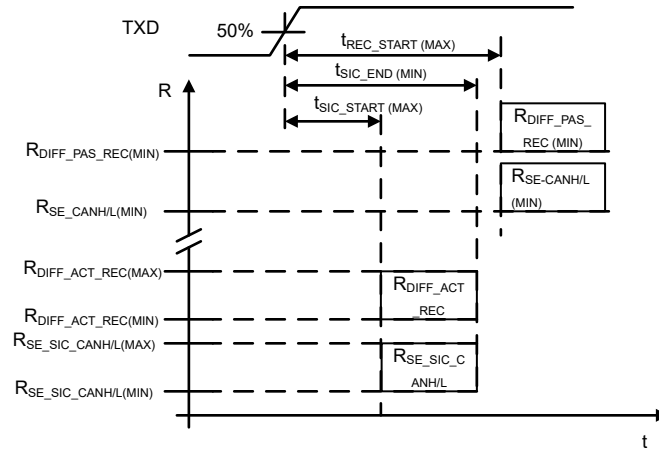 TXD
50%
tREC_START (MAX)
tSIC_END (MIN)
tSIC_START (MAX)
R
RDIFF_PAS_
REC (MIN)
RDIFF_PAS_REC(MIN)
RSE-CANH/L
(MIN)
RSE_CANH/L(MIN)
RDIFF_ACT_REC(MAX)
RDIFF_ACT
_REC
RDIFF_ACT_REC(MIN)
RSE_SIC_CANH/L(MAX)
RSE_SIC_C
ANH/L
RSE_SIC_CANH/L(MIN)
t